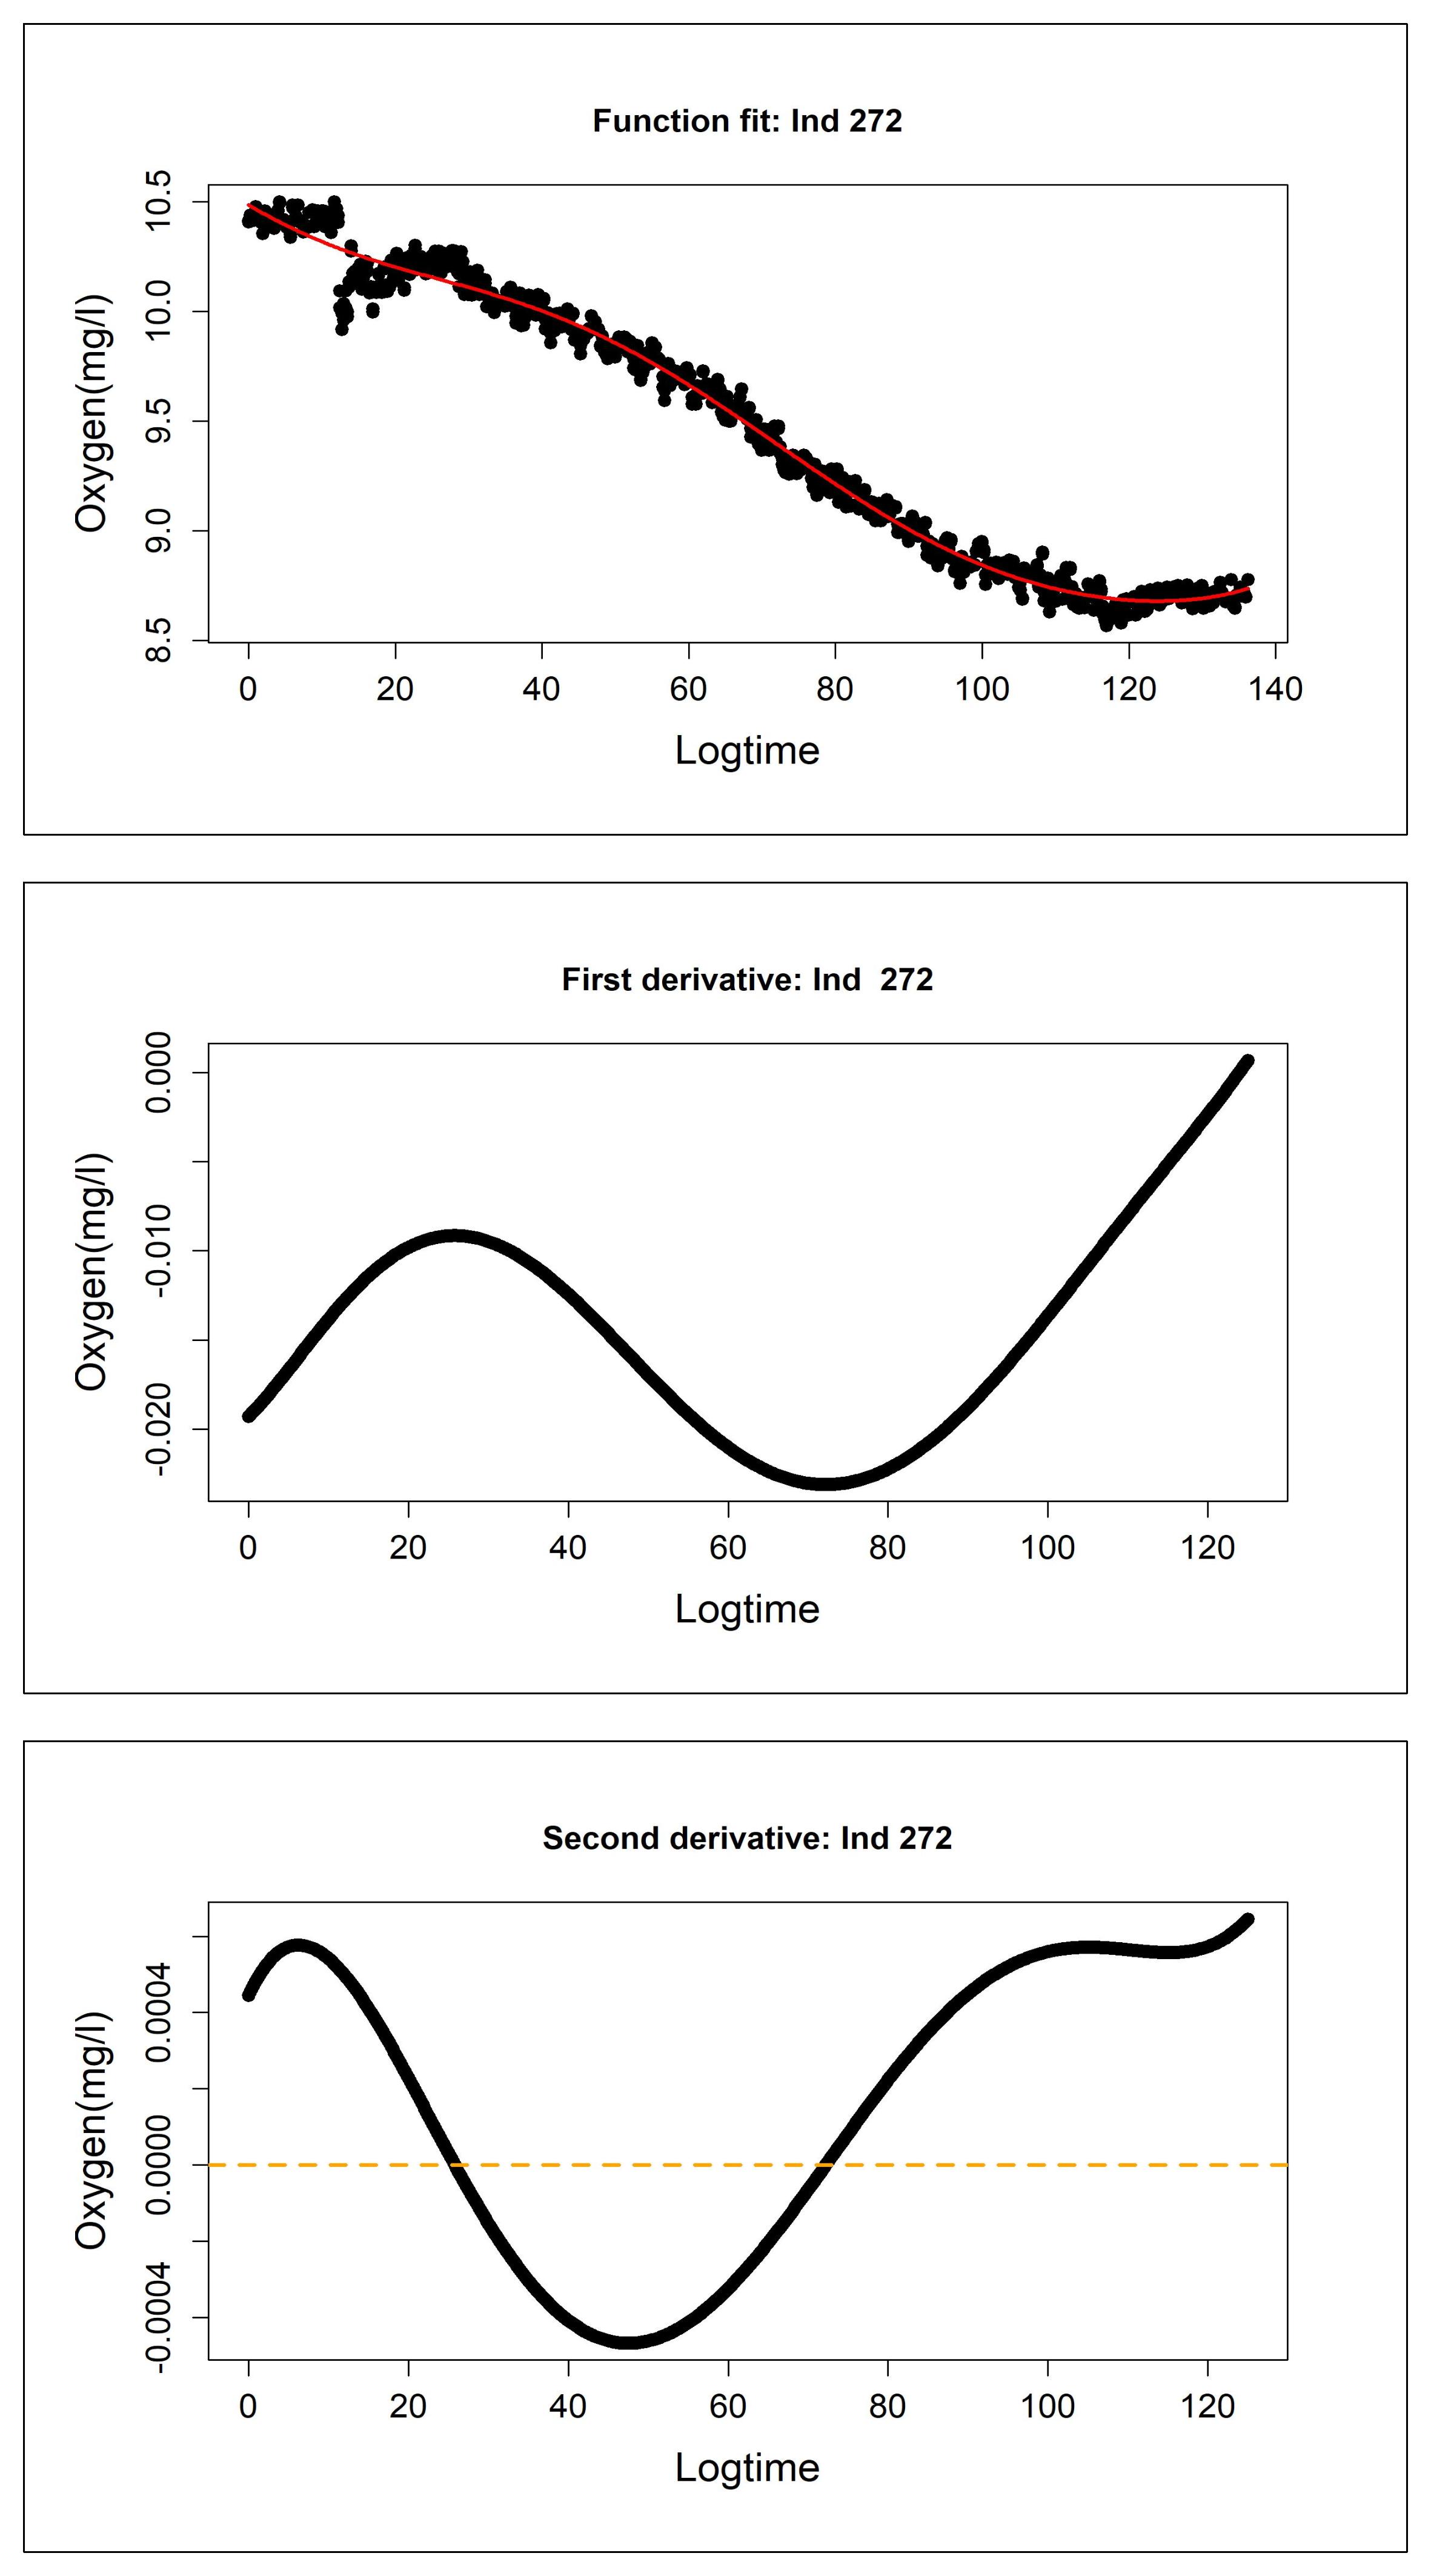 Function fit: Ind 272
Oxygen(mg/l)
10.5
10.0
9.5
9.0
8.5
0 20 40 60 80 100 120 140
Logtime
First derivative: Ind  272
Oxygen(mg/l)
0.000
-0.010
-0.020
0 20 40 60 80 100 120
Logtime
Second derivative: Ind 272
Oxygen(mg/l)
0.0004
0.0000
-0.0004
0 20 40 60 80 100 120
Logtime